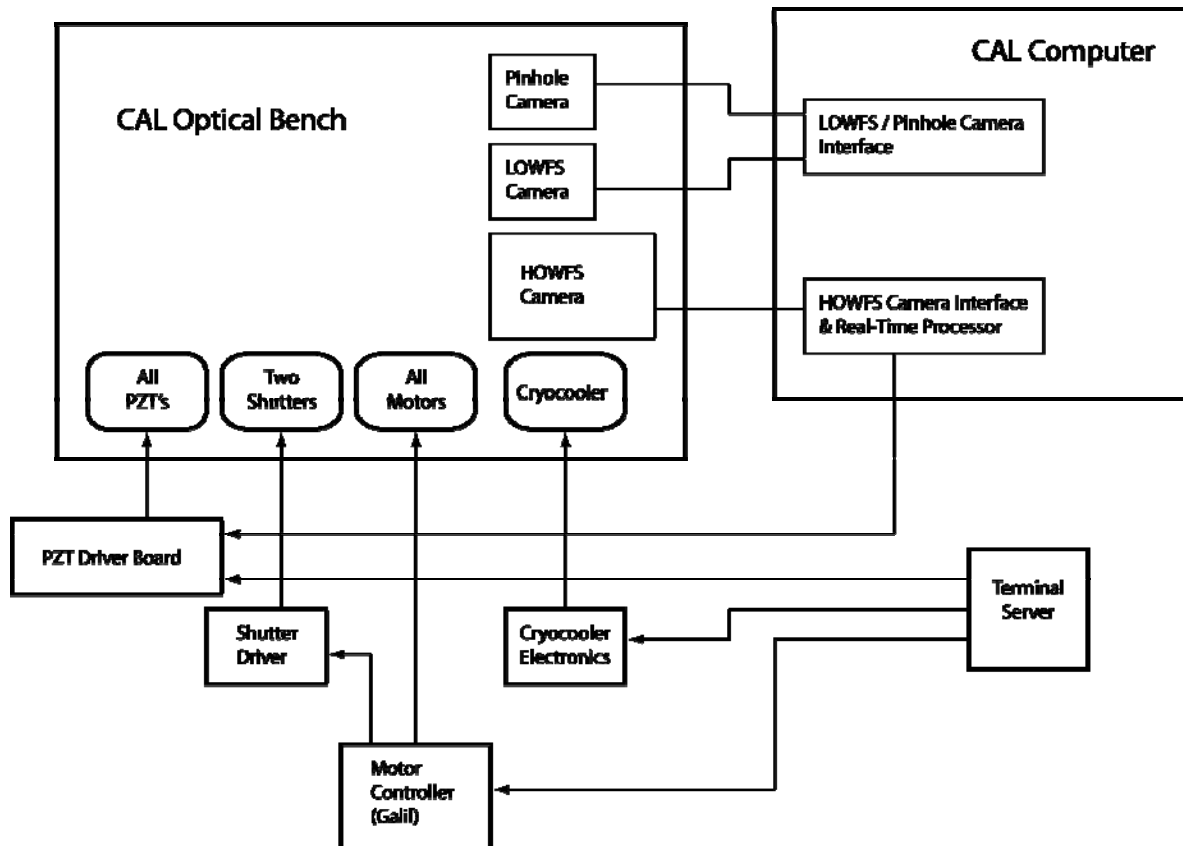 CAL Optical Bench
Pinhole
Camera
LOWFS
Camera
HOWFS
Camera
All
PZT's
Two
Shutters
All
Motors
Cryocooler
CAL Computer
LOWFS / Pinhole Camera
Interface
HOWFS Camera Interface
& Real-Time Processor
PZT Driver Board
Shutter
Driver
Cryocooler
Electronics
Terminal
Server
Motor
Controller
(Galil)